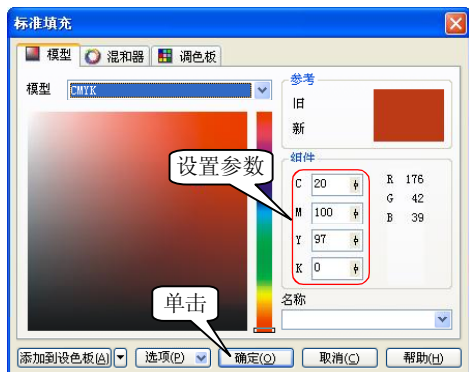 标准填充
模型 混和器 调色板
模型 CMYK
参考
旧
新
组件
设置参数
C 20 R 176
M 100 G 42
Y 97 B 39
K 0
名称
单击
添加到设色板(A) 选项(P) 确定(O) 取消(C) 帮助(H)